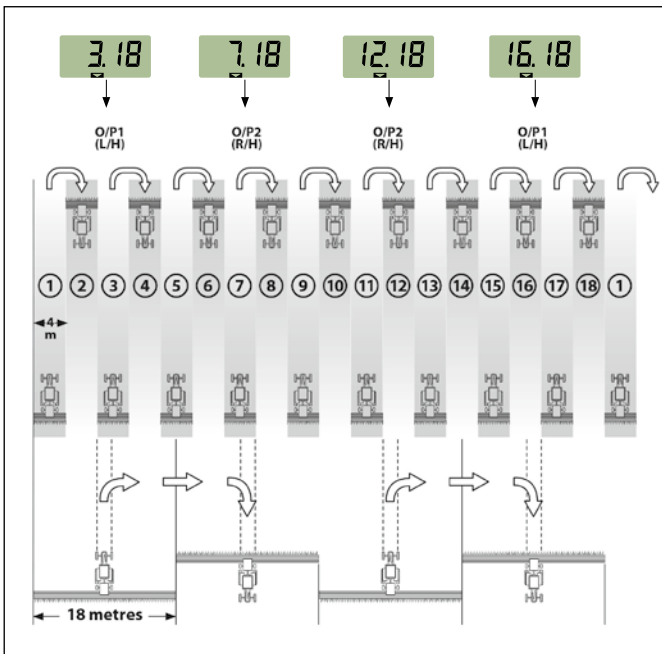 3.18 7.18 12.18 16.18
O/P1 O/P2 O/P2 O/P1
(L/H) (R/H) (R/H) (L/H)
1 2 3 4 5 6 7 8 9 10 11 12 13 14 15 16 17 18 1
4
m
18 metres